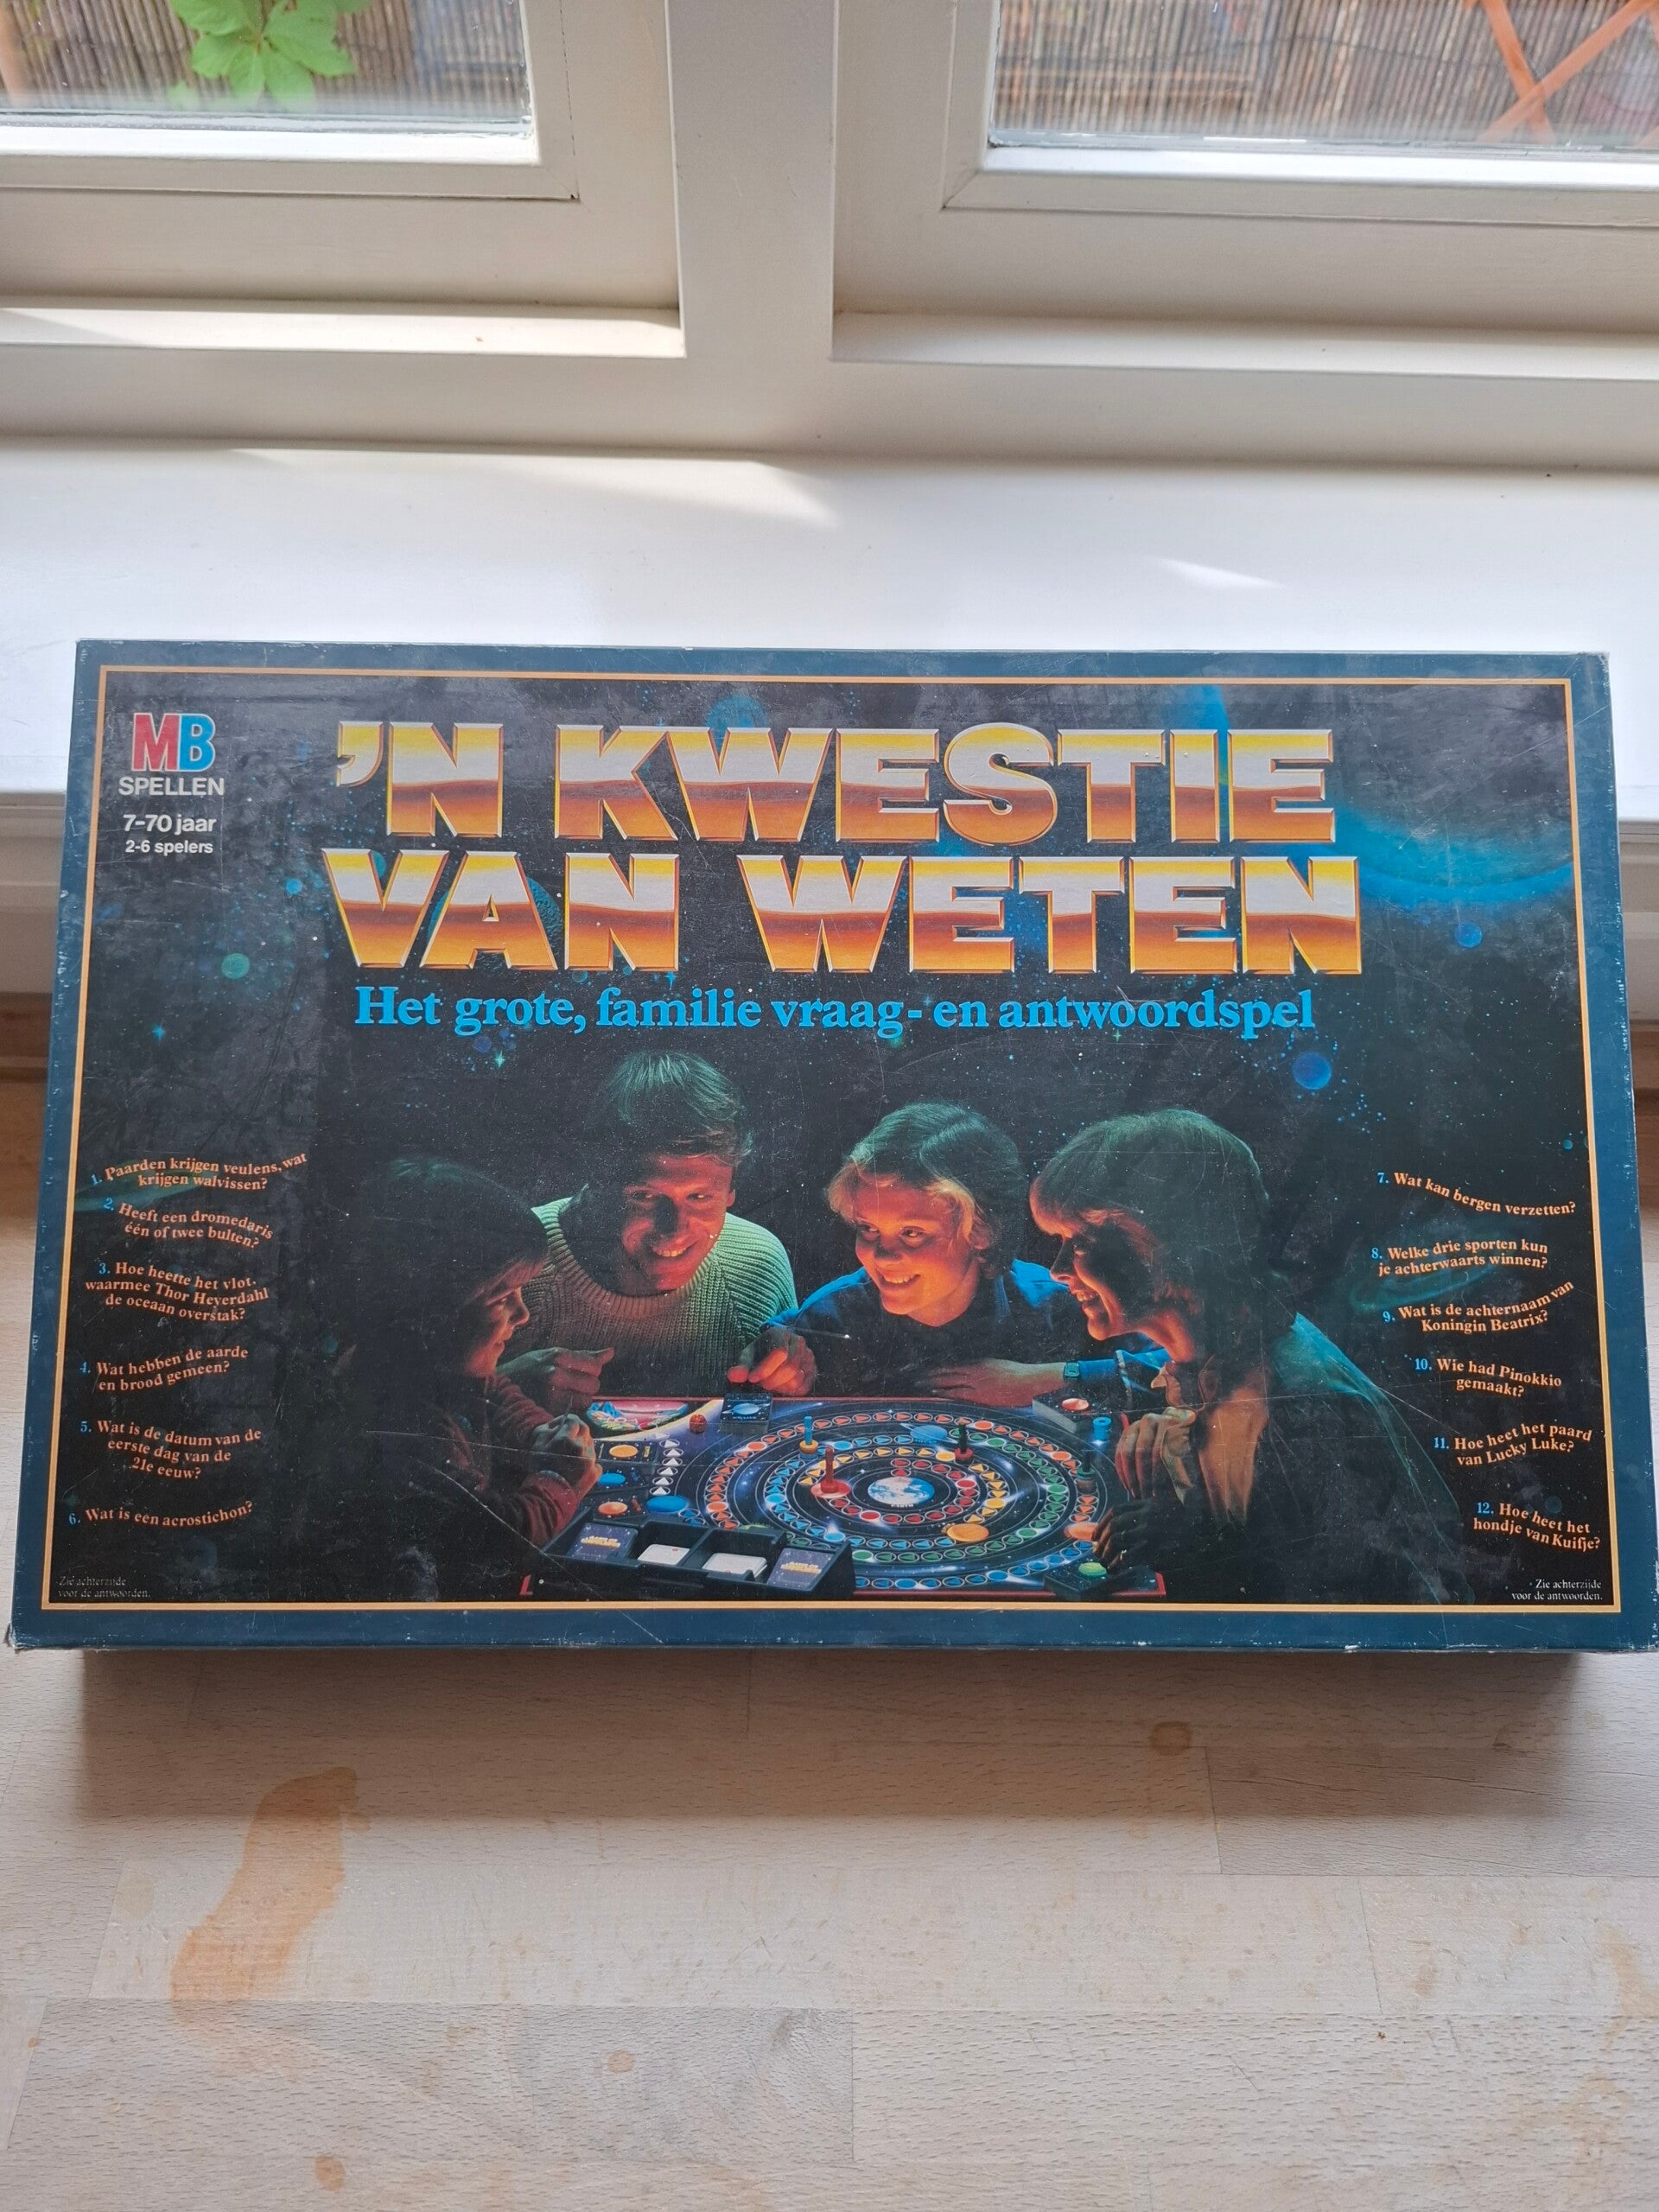 MB
SPELLEN
7-70 jaar
2-6 spelers
'N KWESTIE
VAN WETEN
Het grote, familie vraag- en antwoordspel
1. Paarden krijgen veulens, wat
krijgen walvissen?
2. Heeft een dromedaris
één of twee bulten?
3. Hoe heette het vlot,
waarmee Thor Heyerdahl
de oceaan overstak?
4. Wat hebben de aarde
en brood gemeen?
5. Wat is de datum van de
eerste dag van de
21e eeuw?
6. Wat is een acrostichon?
Zie achterzijde
voor de antwoorden.
7. Wat kan bergen verzetten?
8. Welke drie sporten kun
je achterwaarts winnen?
9. Wat is de achternaam van
Koningin Beatrix?
10. Wie had Pinokkio
gemaakt?
11. Hoe heet het paard
van Lucky Luke?
12. Hoe heet het
hondje van Kuifje?
Zie achterzijde
voor de antwoorden.